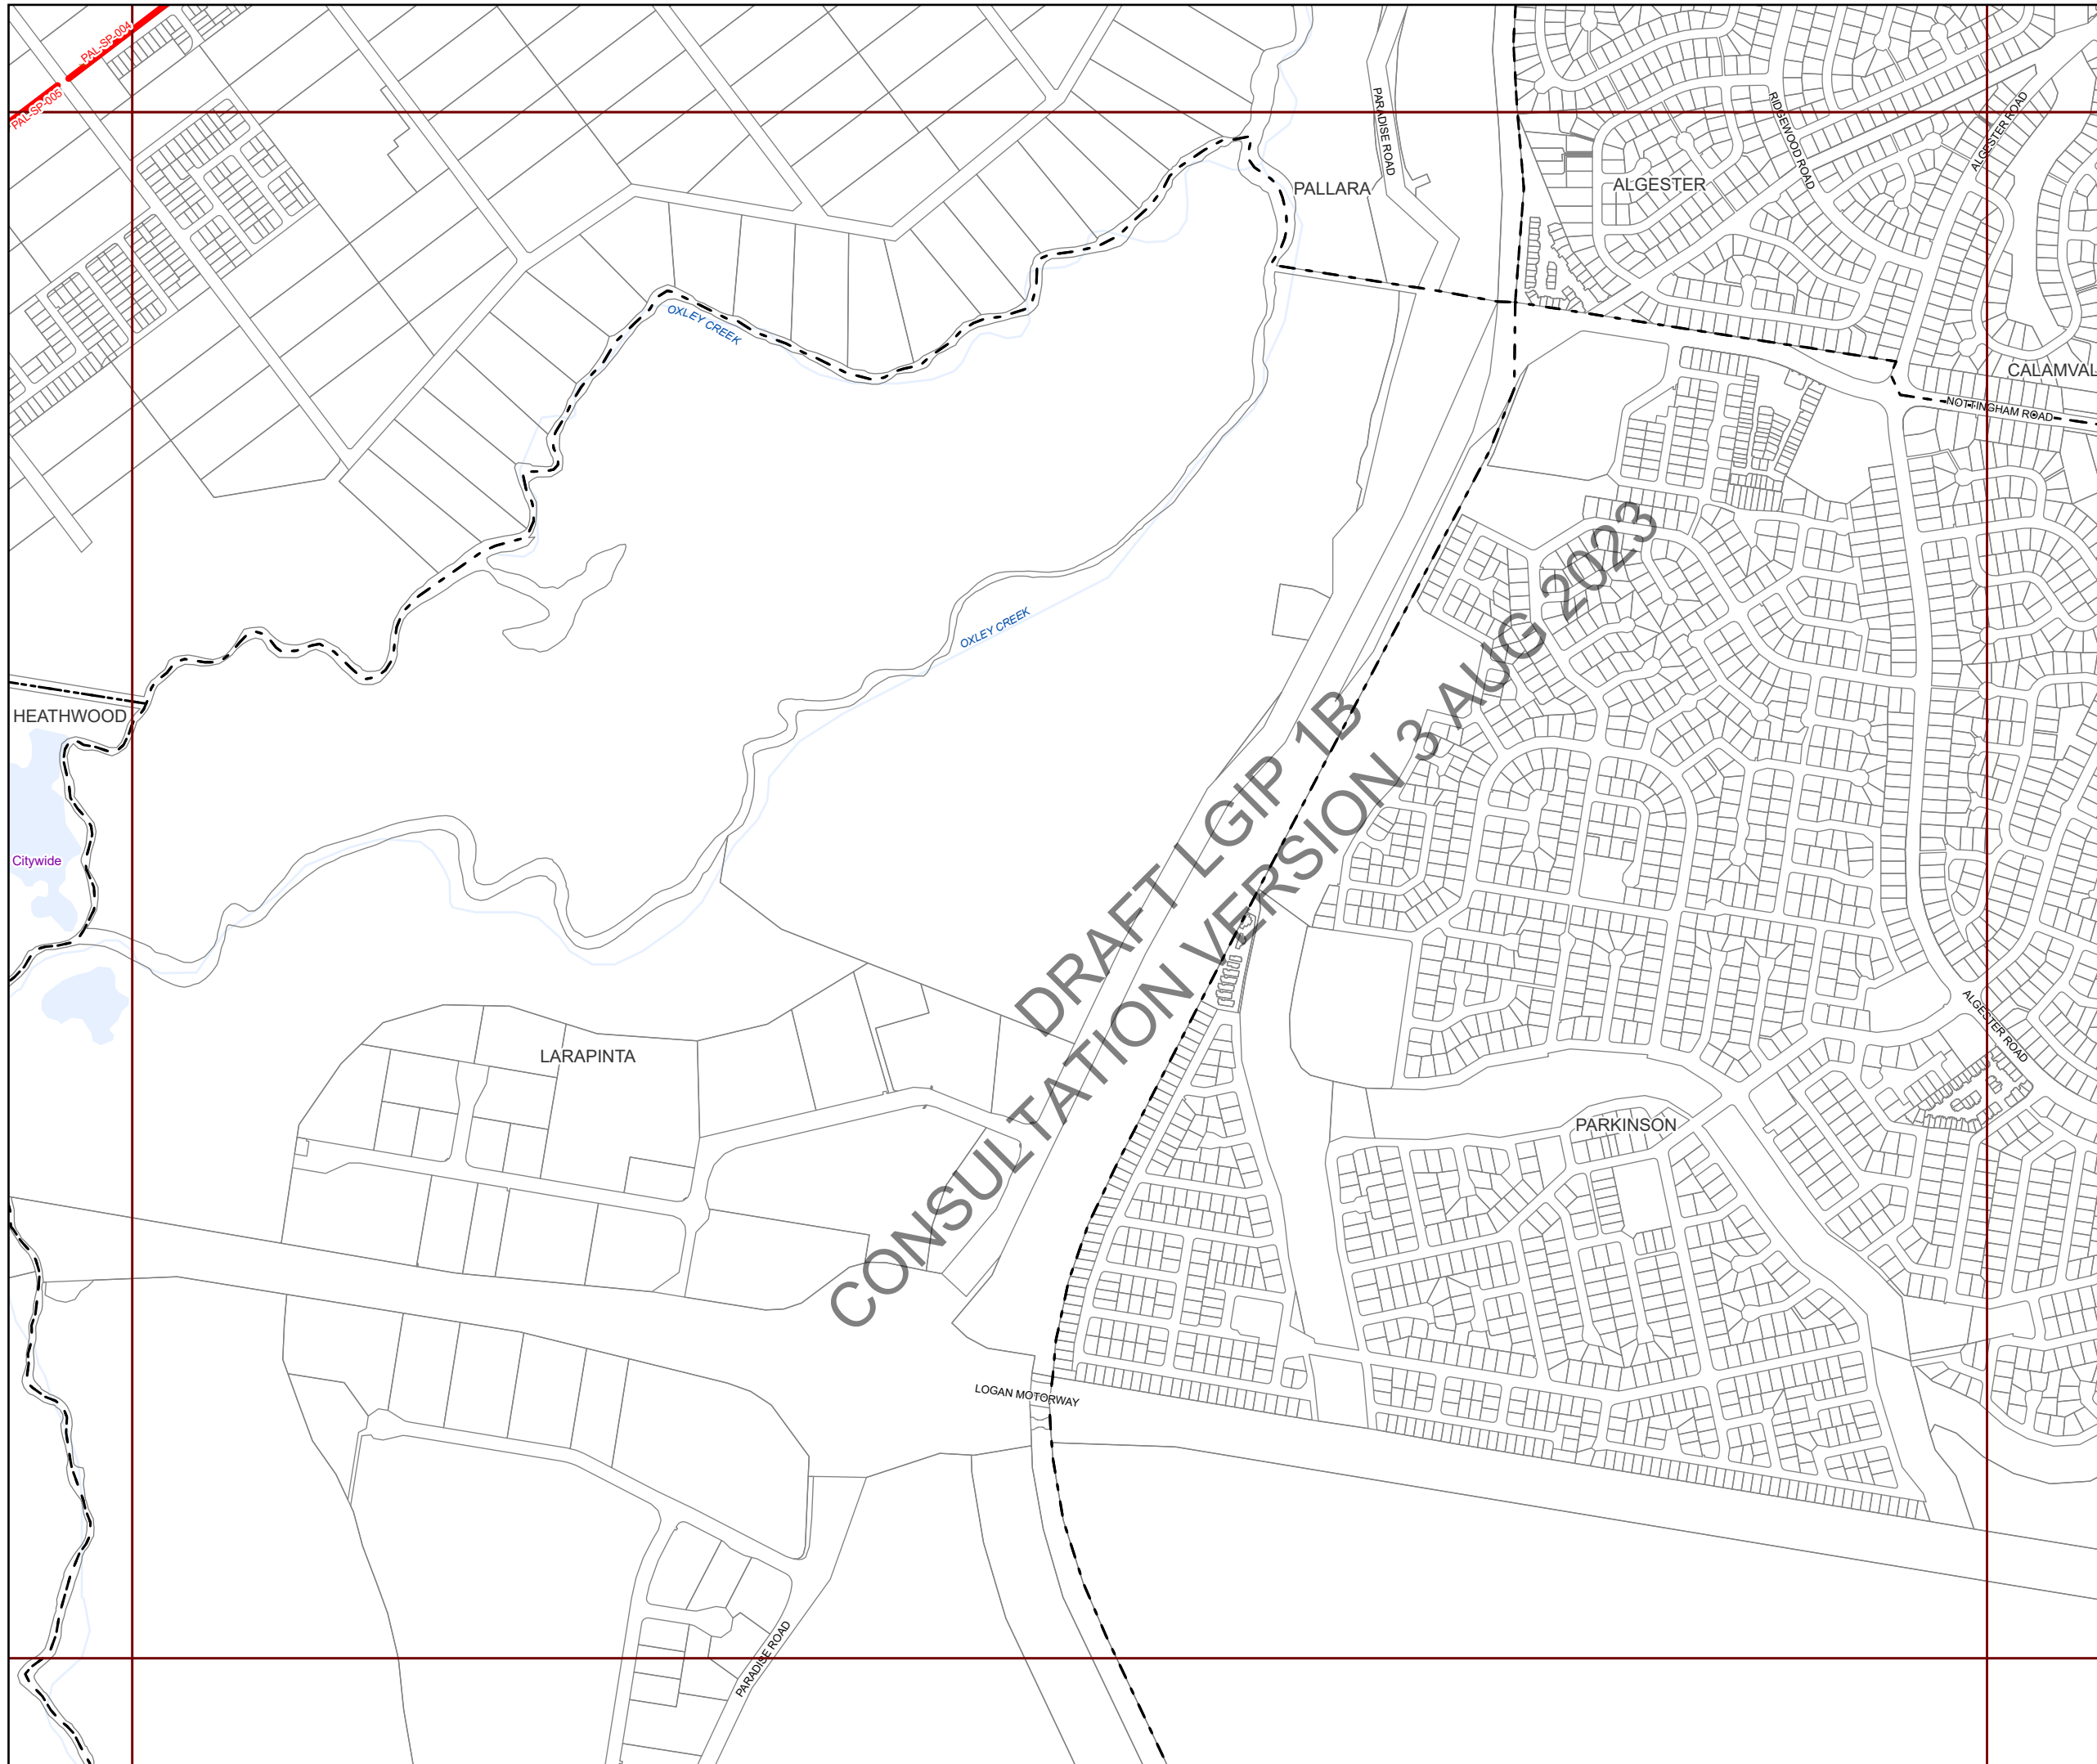 PAL-SP-004
PAL-SP-005
PARADISE ROAD
RIDGEWOOD ROAD
ALGESTER ROAD
PALLARA
ALGESTER
OXLEY CREEK
CALAMVAL
NOTTINGHAM ROAD
OXLEY CREEK
HEATHWOOD
Citywide
DRAFT LGIP 1B
CONSULTATION VERSION 3 AUG 2023
ALGESTER ROAD
LARAPINTA
PARKINSON
LOGAN MOTORWAY
PARADISE ROAD